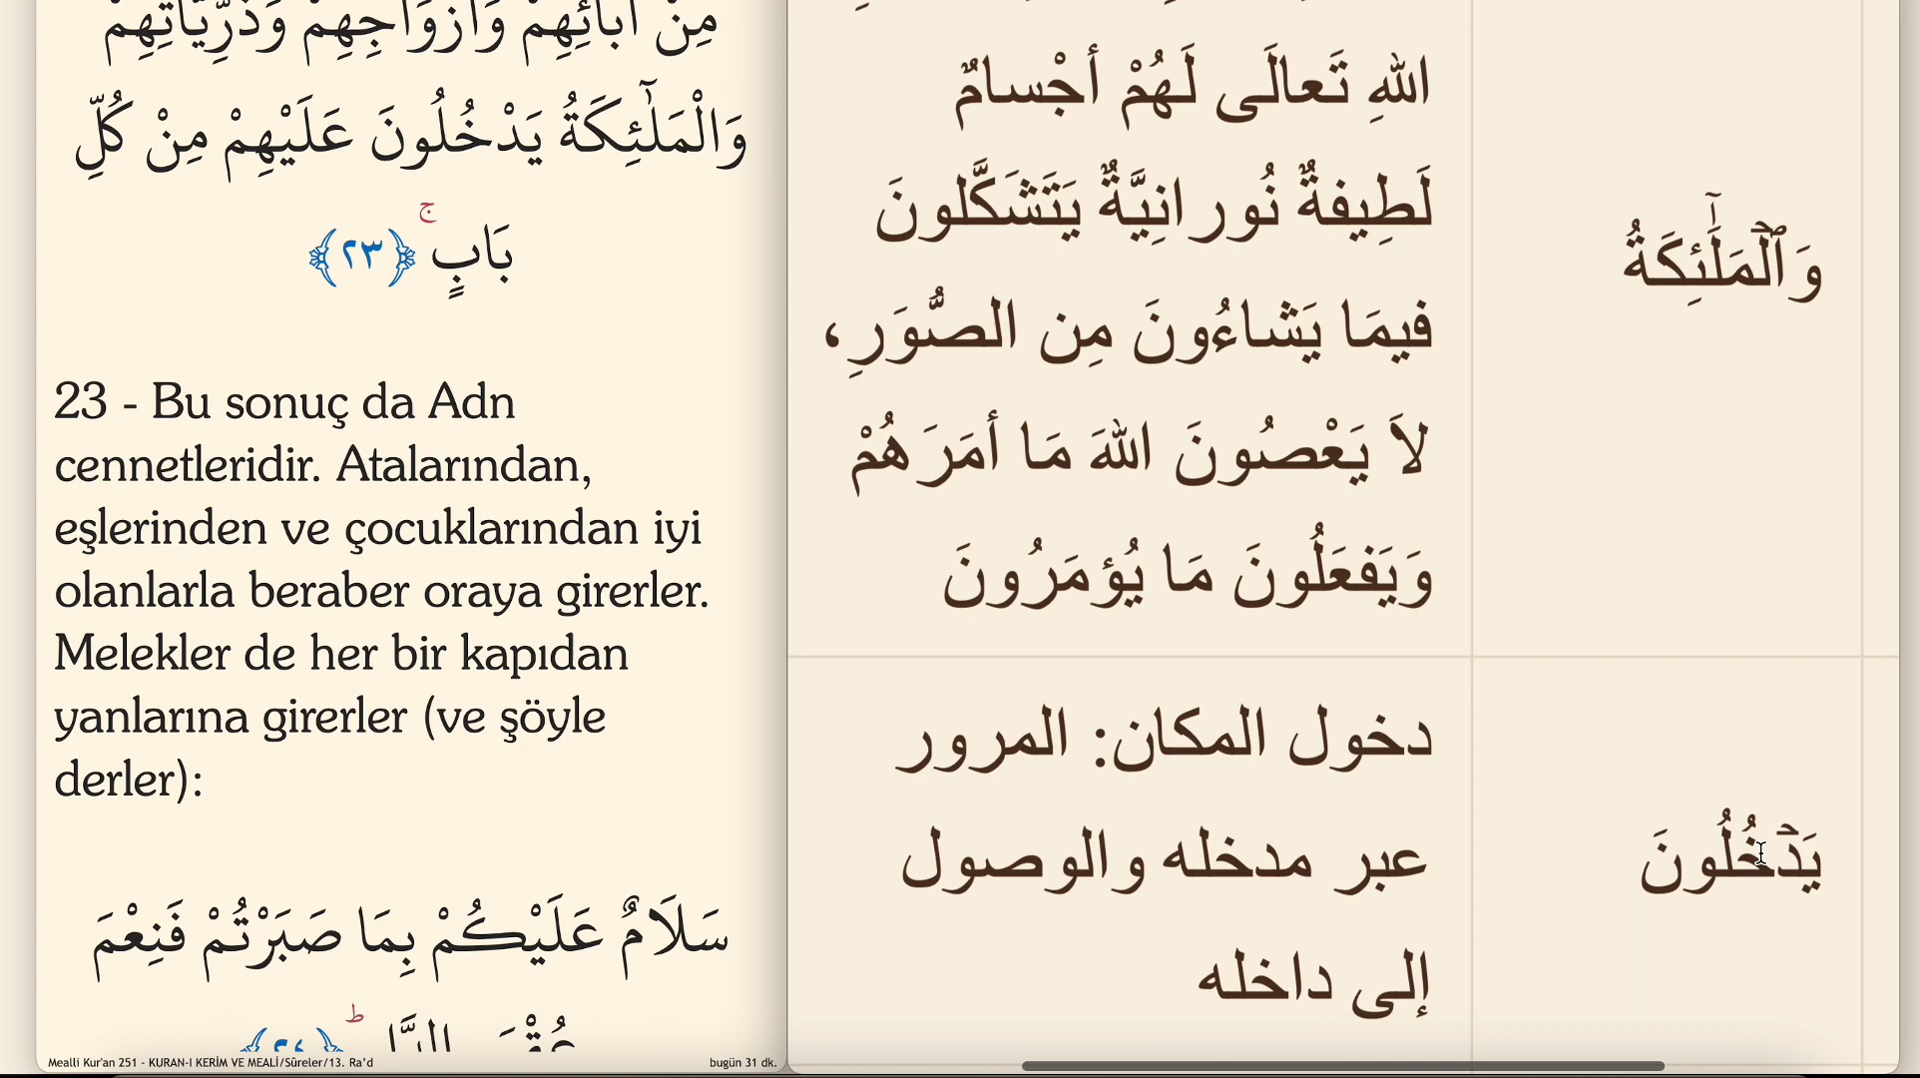 مِنْ اٰبَٓائِهِمْ وَاَزْوَاجِهِمْ وَذُرِّيَّاتِهِمْ
وَالْمَلٰٓئِكَةُ يَدْخُلُونَ عَلَيْهِمْ مِنْ كُلِّ
بَابٍۚ ﴿٢٣﴾
23 - Bu sonuç da Adn
cennetleridir. Atalarından,
eşlerinden ve çocuklarından iyi
olanlarla beraber oraya girerler.
Melekler de her bir kapıdan
yanlarına girerler (ve şöyle
derler):
سَلَامٌ عَلَيْكُمْ بِمَا صَبَرْتُمْ فَنِعْمَ
Mealli Kur'an 251 - KURAN-I KERİM VE MEALİ/Sûreler/13. Ra'd
bugün 31 dk.
اللهِ تَعالَى لَهُمْ أجْسامٌ
لَطِيفةٌ نُورانِيَّةٌ يَتَشَكَّلونَ
فيمَا يَشاءُونَ مِن الصُّوَرِ،
لاَ يَعْصُونَ اللهَ مَا أمَرَهُمْ
وَيَفعَلُونَ مَا يُؤمَرُونَ
وَٱلۡمَلَٰٓئِكَةُ
دخول المكان: المرور
عبر مدخله والوصول
إلى داخله
يَدۡخُلُونَ